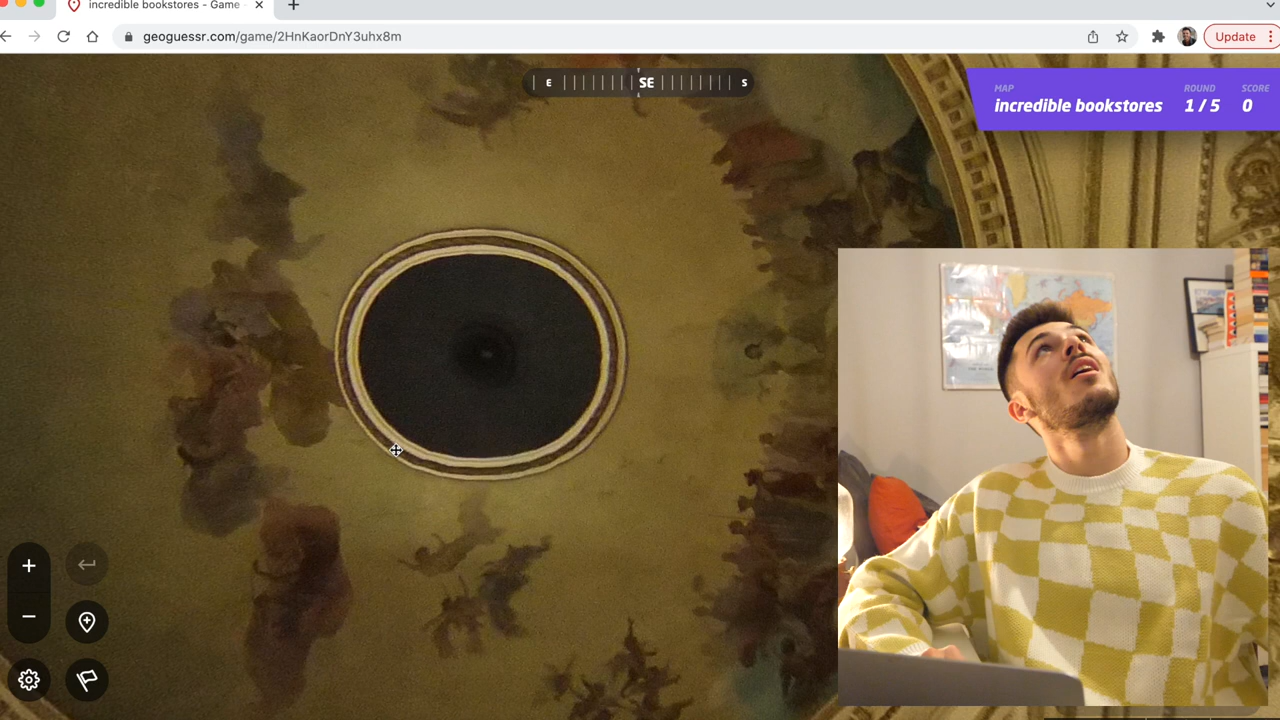 incredible bookstores - Game
geoguessr.com/game/2HnKaorDnY3uhx8m
Update
E
SE
S
MAP
incredible bookstores
ROUND
1 / 5
SCORE
0